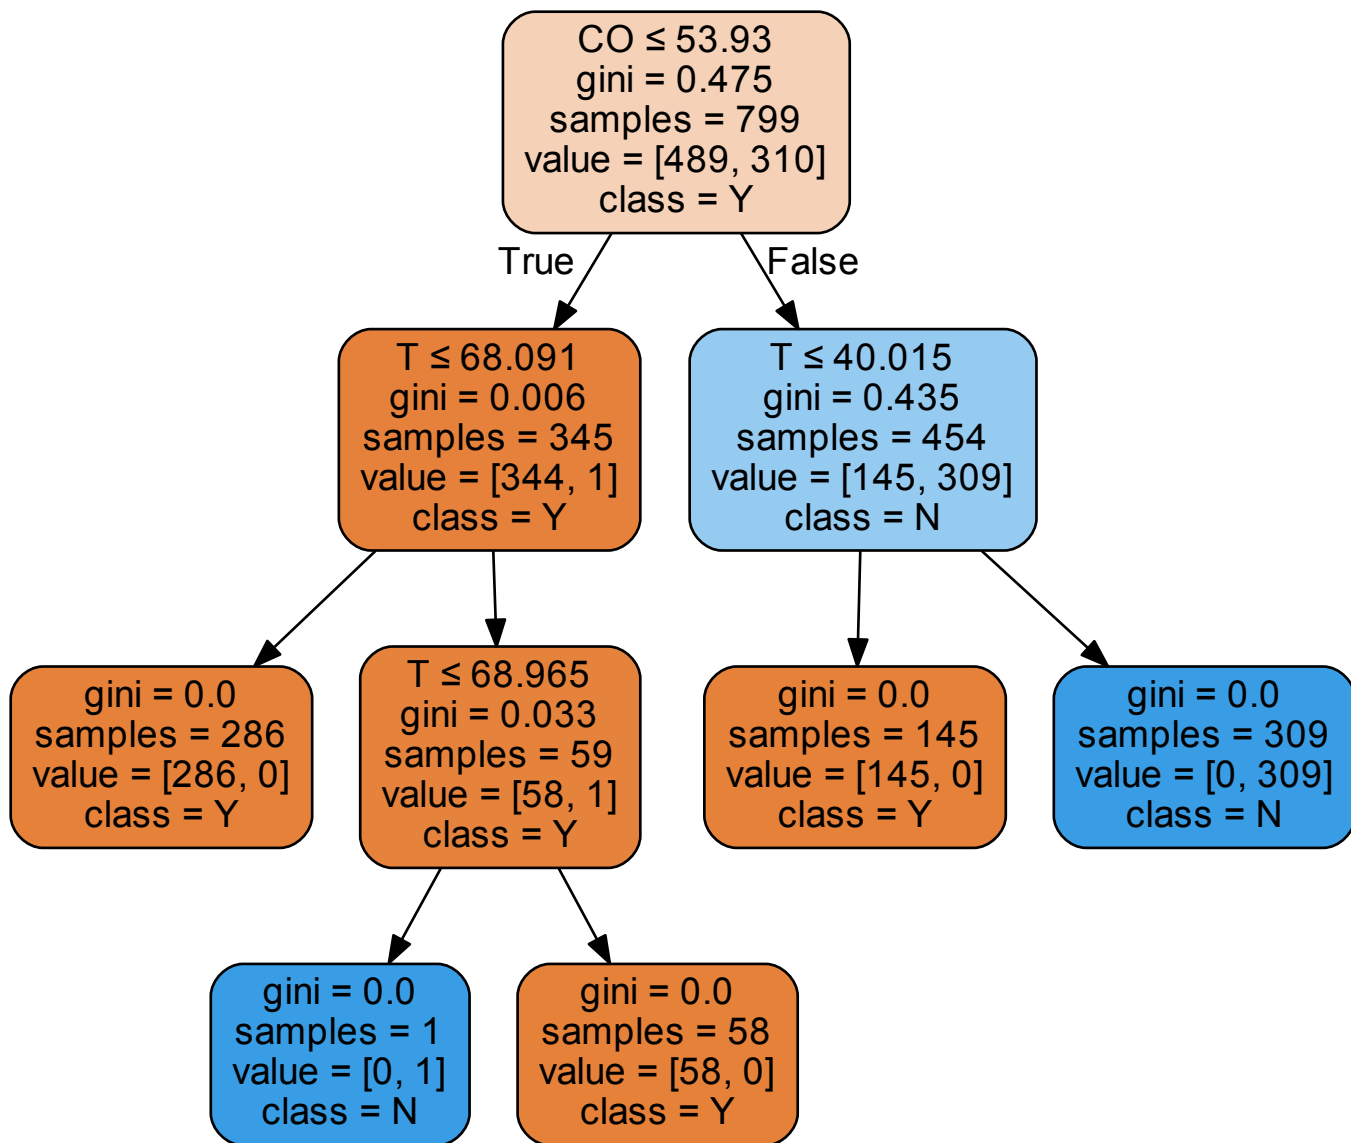 CO ≤ 53.93
gini = 0.475
samples = 799
value = [489, 310]
class = Y
True
False
T ≤ 68.091
gini = 0.006
samples = 345
value = [344, 1]
class = Y
T ≤ 40.015
gini = 0.435
samples = 454
value = [145, 309]
class = N
gini = 0.0
samples = 286
value = [286, 0]
class = Y
T ≤ 68.965
gini = 0.033
samples = 59
value = [58, 1]
class = Y
gini = 0.0
samples = 145
value = [145, 0]
class = Y
gini = 0.0
samples = 309
value = [0, 309]
class = N
gini = 0.0
samples = 1
value = [0, 1]
class = N
gini = 0.0
samples = 58
value = [58, 0]
class = Y